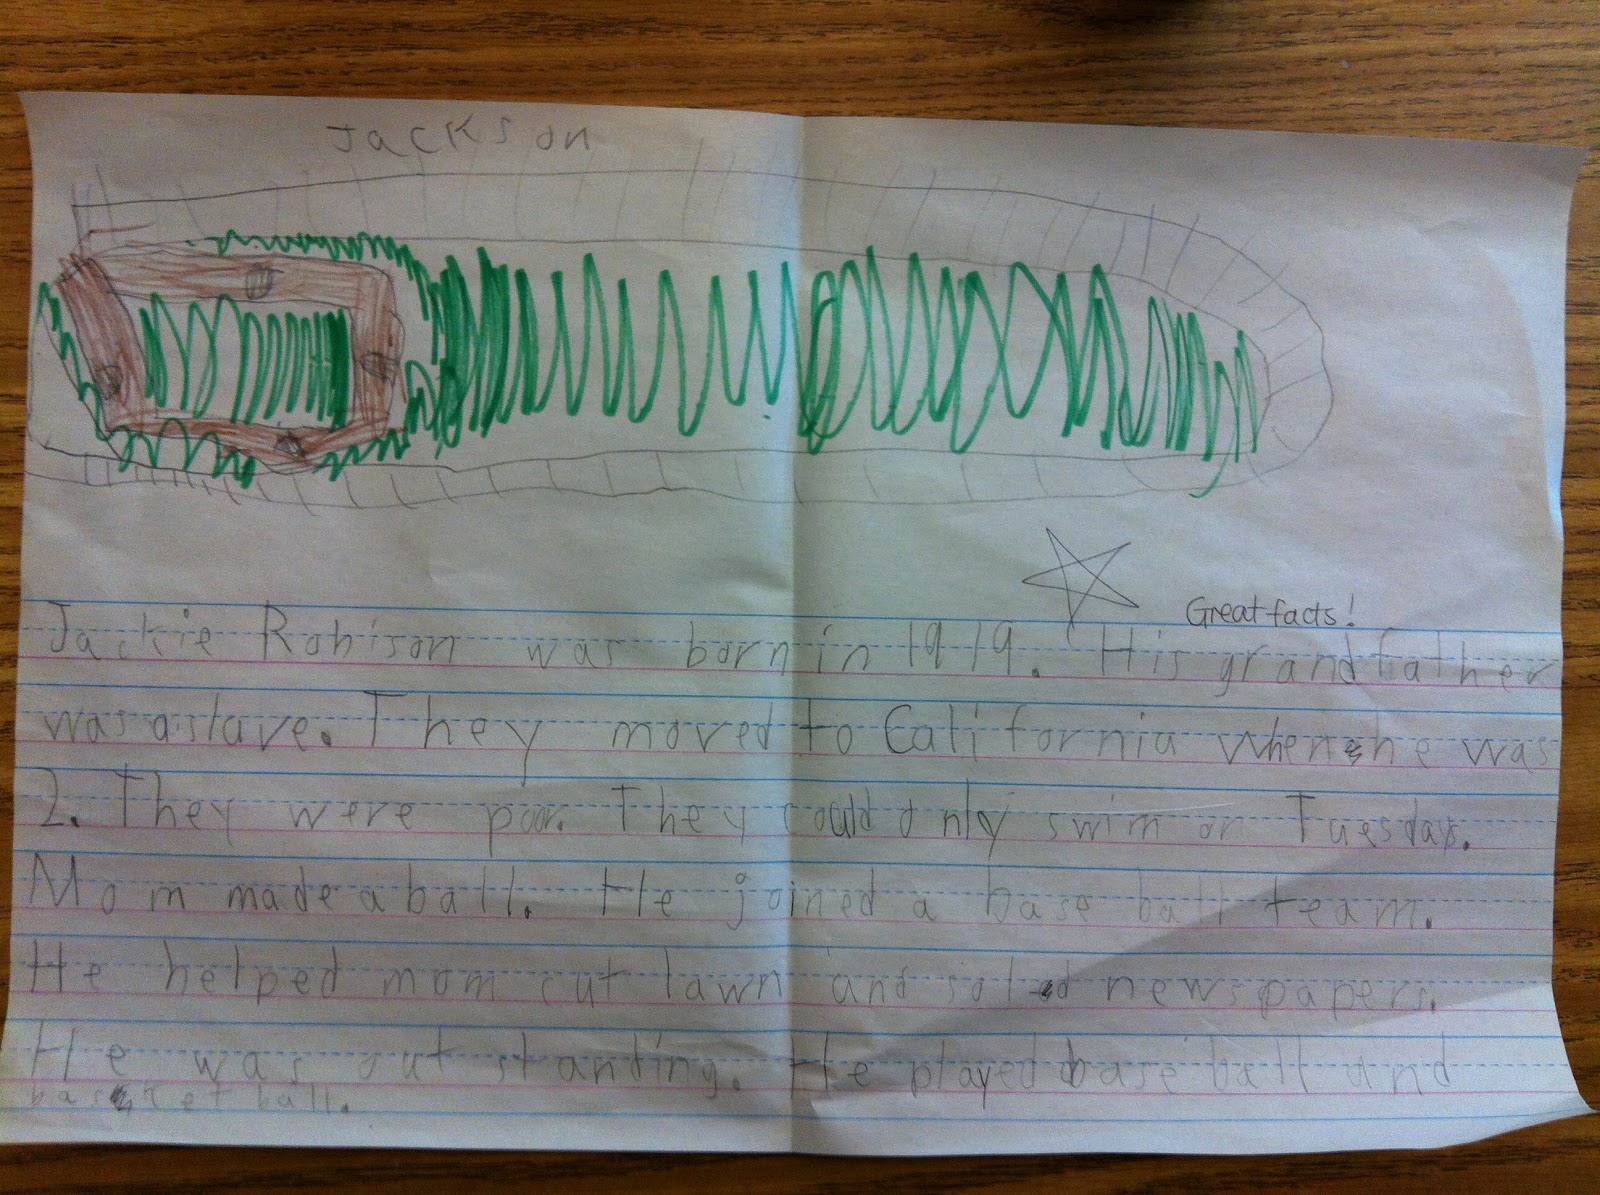 Jackson
Great facts!
Jackie Robison was born in 1919. His grandfather
was a slave. They moved to California when he was
2. They were poor. They could only swim on Tuesdays.
Mom made a ball. He joined a base ball team.
He helped mom cut lawn and sold newspapers.
He was out standing. He played base ball and
basket ball.